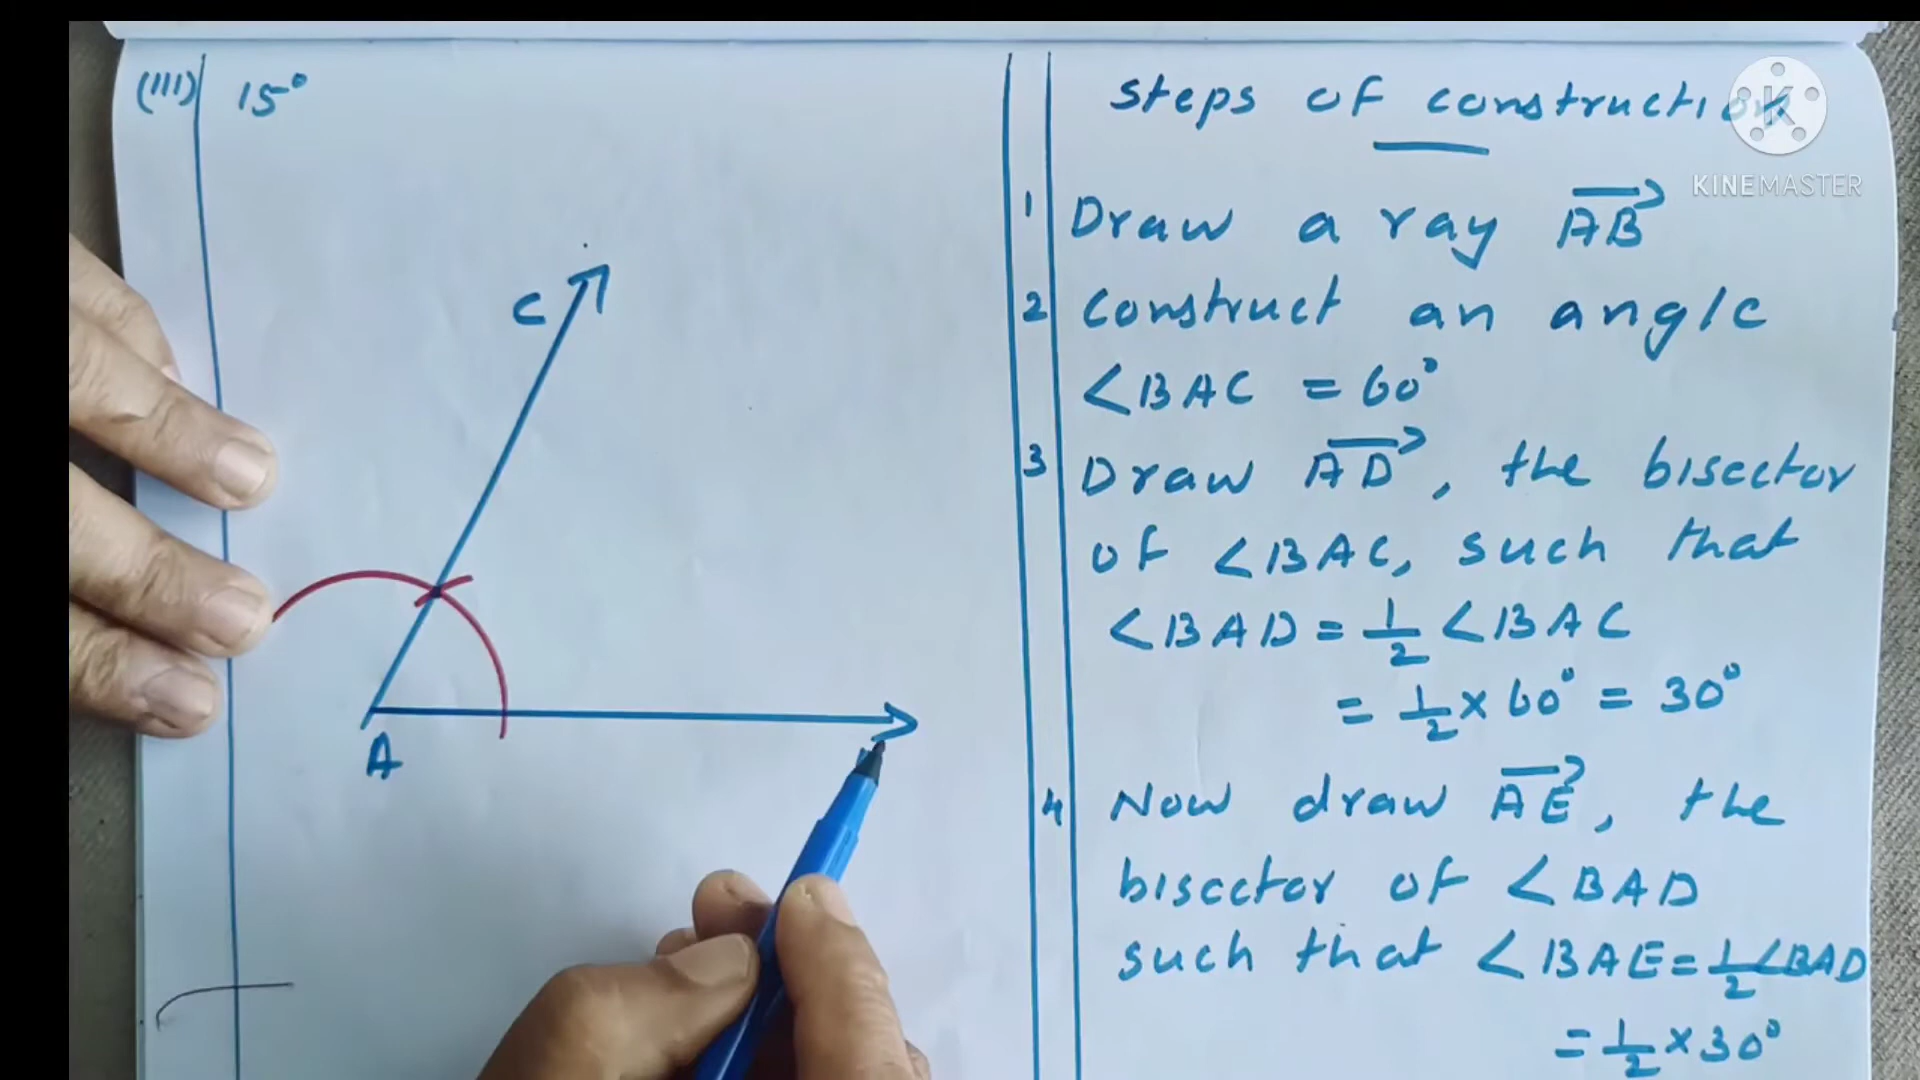 (III) 15°
C
A
steps of construction
KINEMASTER
1 Draw a ray AB
2 Construct an angle
∠BAC = 60°
3 Draw AD, the bisector
of ∠BAC, such that
∠BAD = 1/2 ∠BAC
= 1/2 × 60° = 30°
4 Now draw AE, the
bisector of ∠BAD
such that ∠BAE = 1/2 ∠BAD
= 1/2 × 30°